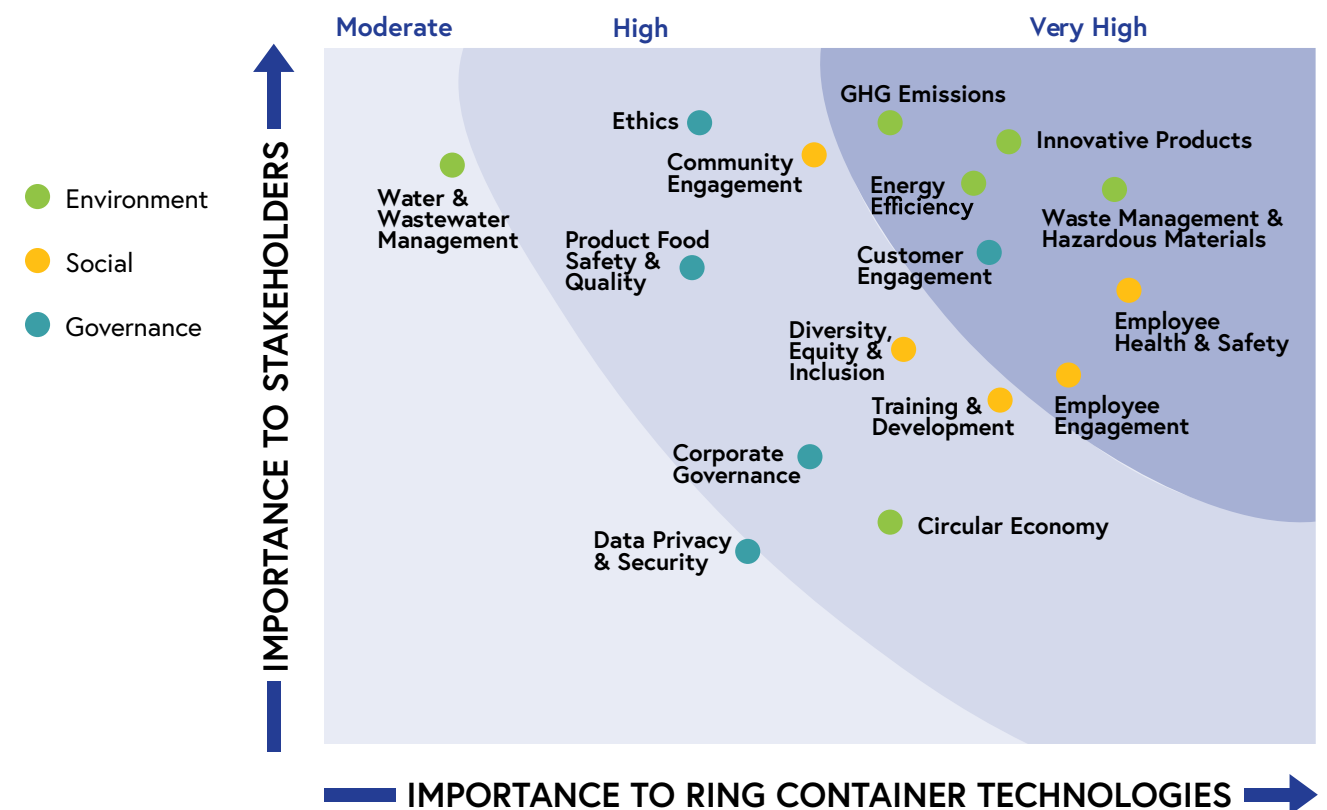 Moderate
High
Very High
IMPORTANCE TO STAKEHOLDERS
Environment
Social
Governance
GHG Emissions
Ethics
Innovative Products
Community
Engagement
Water &
Wastewater
Management
Energy
Efficiency
Waste Management &
Hazardous Materials
Product Food
Safety &
Quality
Customer
Engagement
Employee
Health & Safety
Diversity,
Equity &
Inclusion
Training &
Development
Employee
Engagement
Corporate
Governance
Circular Economy
Data Privacy
& Security
IMPORTANCE TO RING CONTAINER TECHNOLOGIES